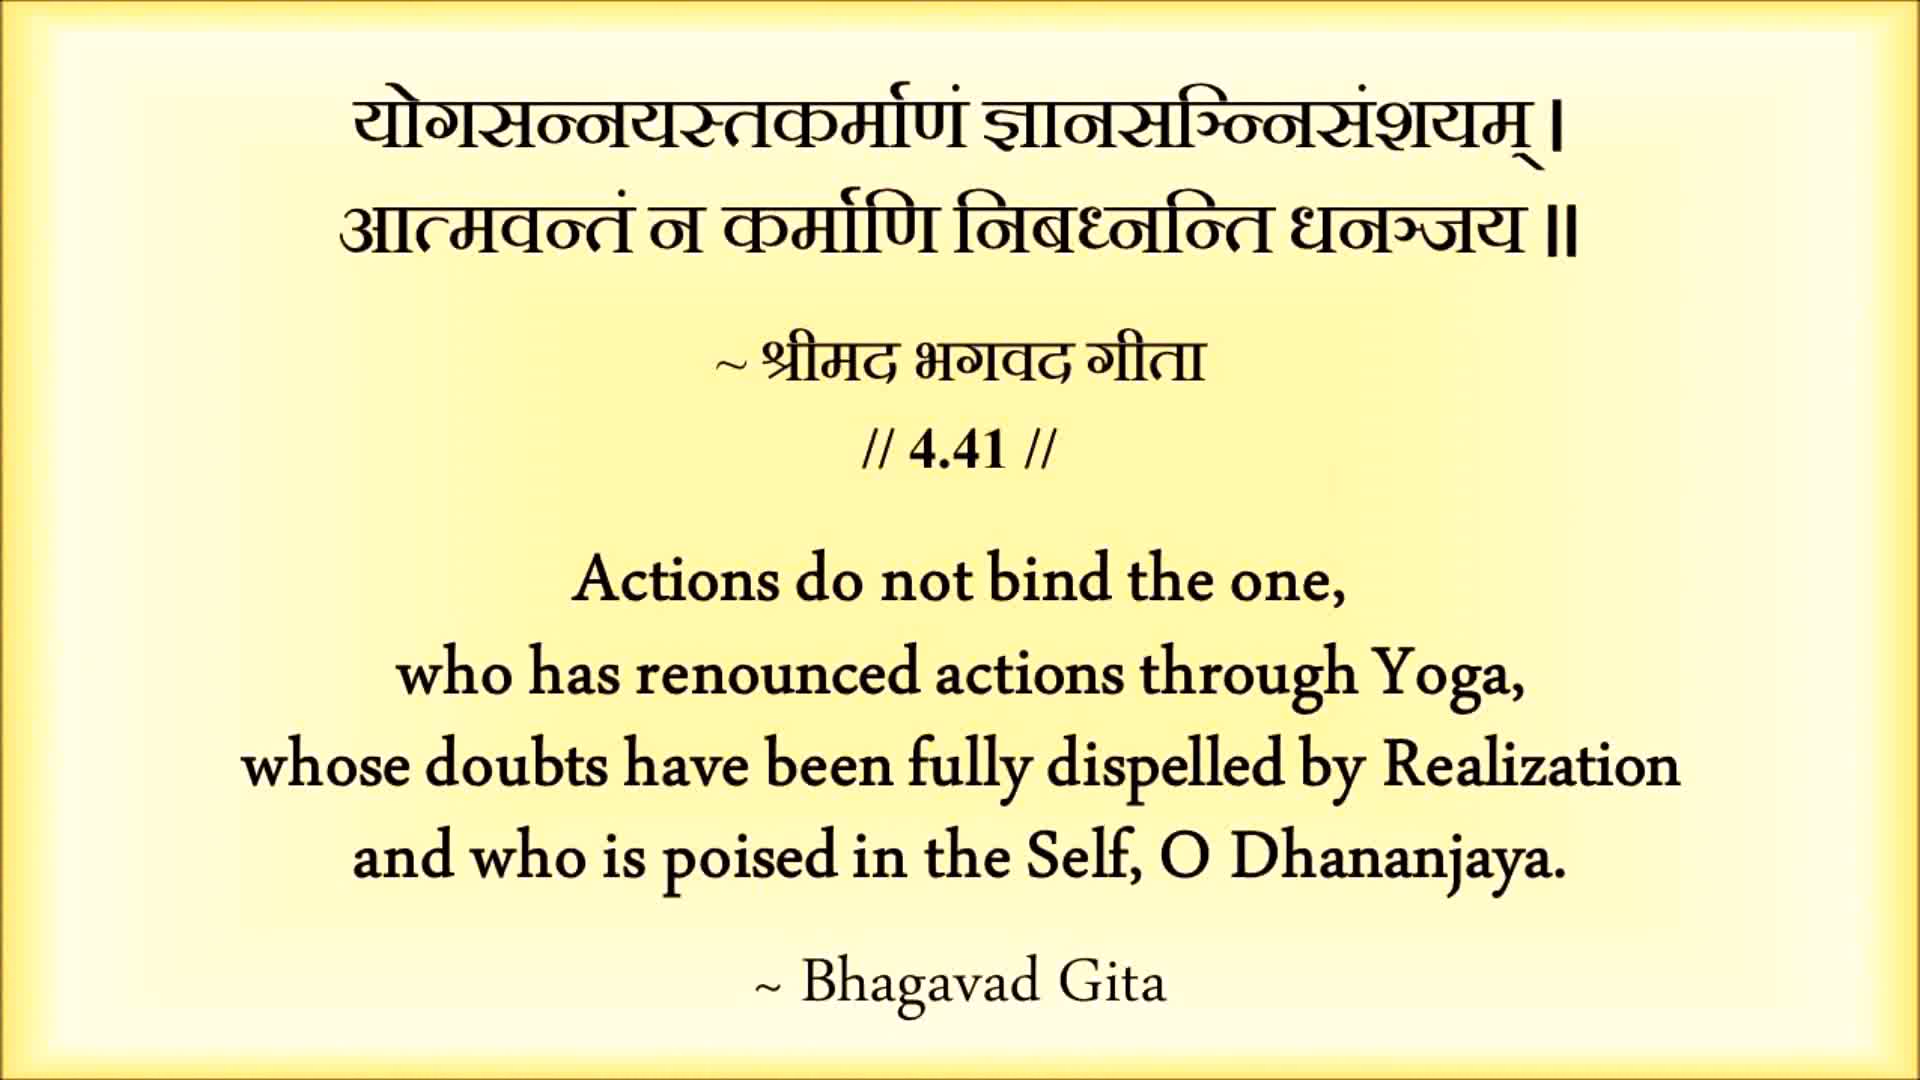 योगसन्नयस्तकर्माणं ज्ञानसञ्न्निसंशयम् ।
आत्मवन्तं न कर्माणि निबध्नन्ति धनञ्जय ॥
~ श्रीमद भगवद गीता
// 4.41 //
Actions do not bind the one,
who has renounced actions through Yoga,
whose doubts have been fully dispelled by Realization
and who is poised in the Self, O Dhananjaya.
~ Bhagavad Gita